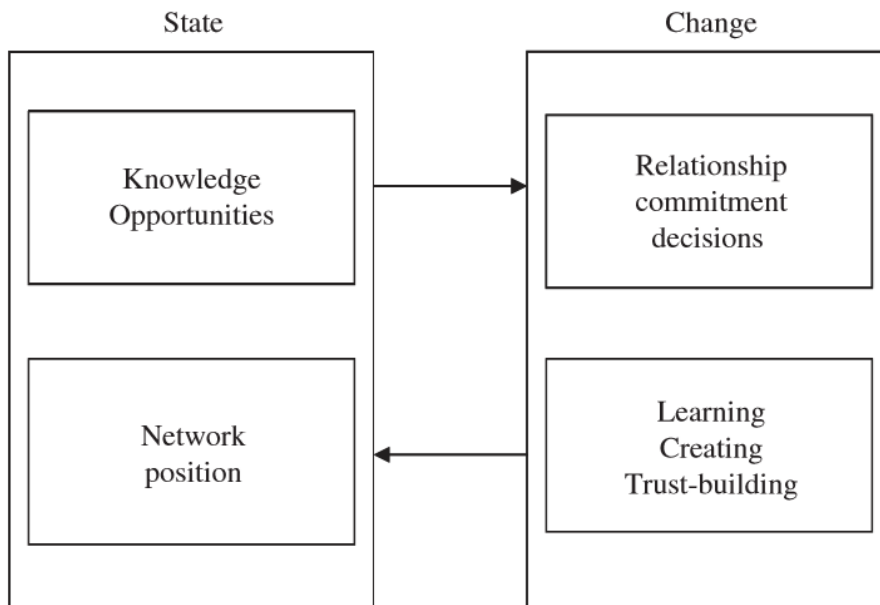 State
Change
Knowledge
Opportunities
Relationship
commitment
decisions
Network
position
Learning
Creating
Trust-building